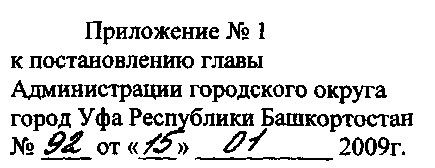 Приложение № 1
к постановлению главы
Администрации городского округа
город Уфа Республики Башкортостан
№ 92 от «15» 01 2009г.